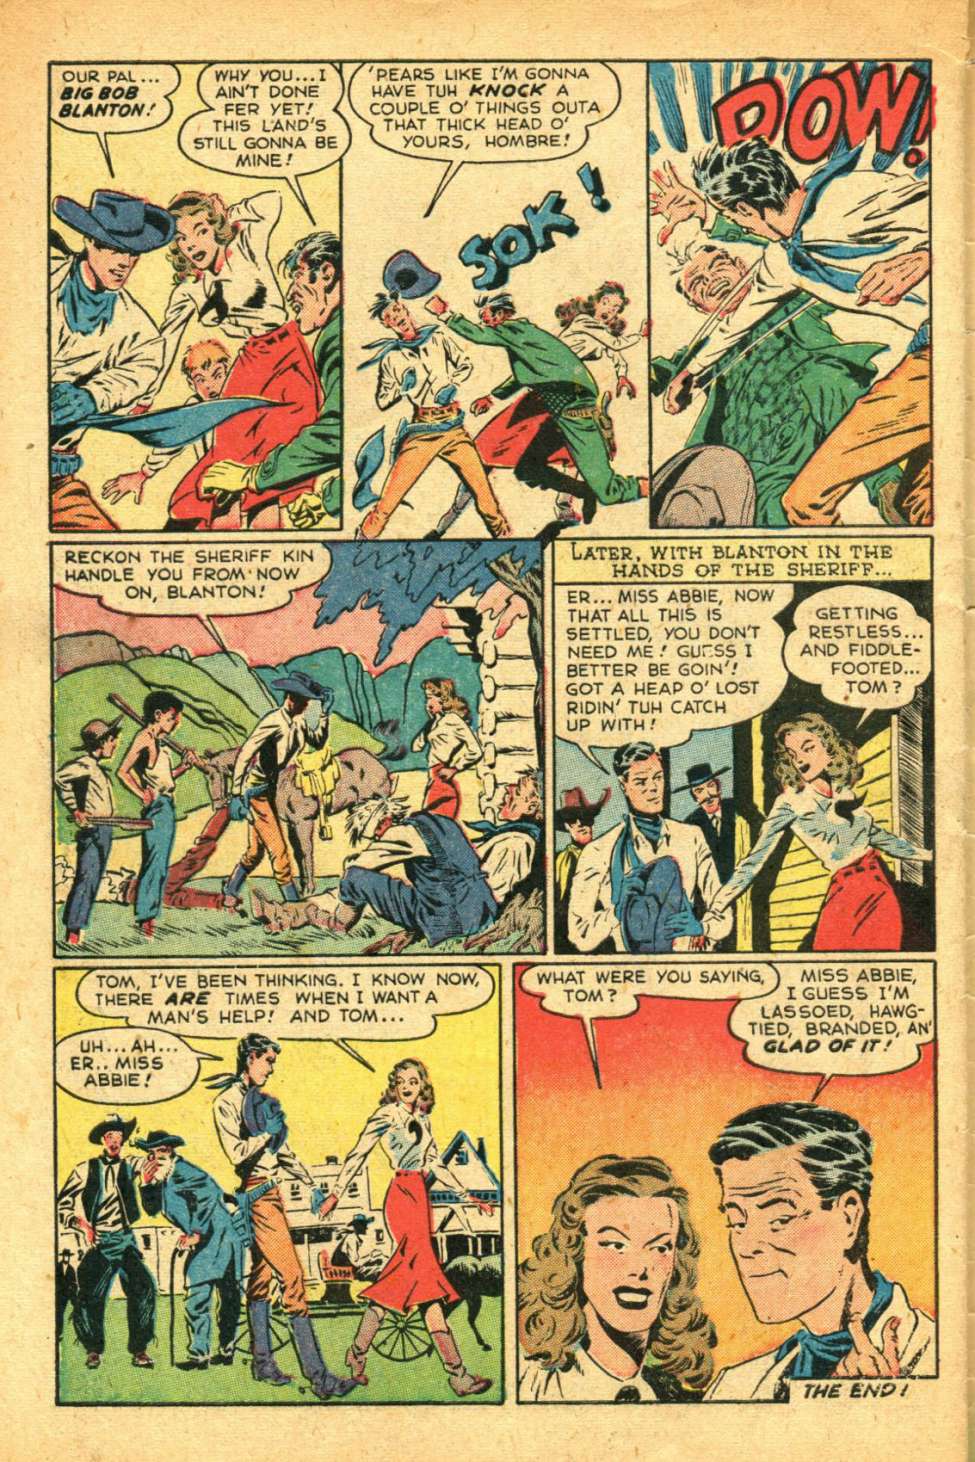 OUR PAL...
BIG BOB
BLANTON!
WHY YOU...I
AIN'T DONE
FER YET!
THIS LAND'S
STILL GONNA BE
MINE!
'PEARS LIKE I'M GONNA
HAVE TUH KNOCK A
COUPLE O' THINGS OUTA
THAT THICK HEAD O'
YOURS, HOMBRE!
SOK!
POW!
RECKON THE SHERIFF KIN
HANDLE YOU FROM NOW
ON, BLANTON!
LATER, WITH BLANTON IN THE
HANDS OF THE SHERIFF...
ER... MISS ABBIE, NOW
THAT ALL THIS IS
SETTLED, YOU DON'T
NEED ME! GUESS I
BETTER BE GOIN'!
GOT A HEAP O' LOST
RIDIN' TUH CATCH
UP WITH!
GETTING
RESTLESS...
AND FIDDLE-
FOOTED...
TOM?
TOM, I'VE BEEN THINKING. I KNOW NOW,
THERE ARE TIMES WHEN I WANT A
MAN'S HELP! AND TOM...
UH... AH...
ER.. MISS
ABBIE!
WHAT WERE YOU SAYING,
TOM?
MISS ABBIE,
I GUESS I'M
LASSOED, HAWG-
TIED, BRANDED, AN'
GLAD OF IT!
THE END!